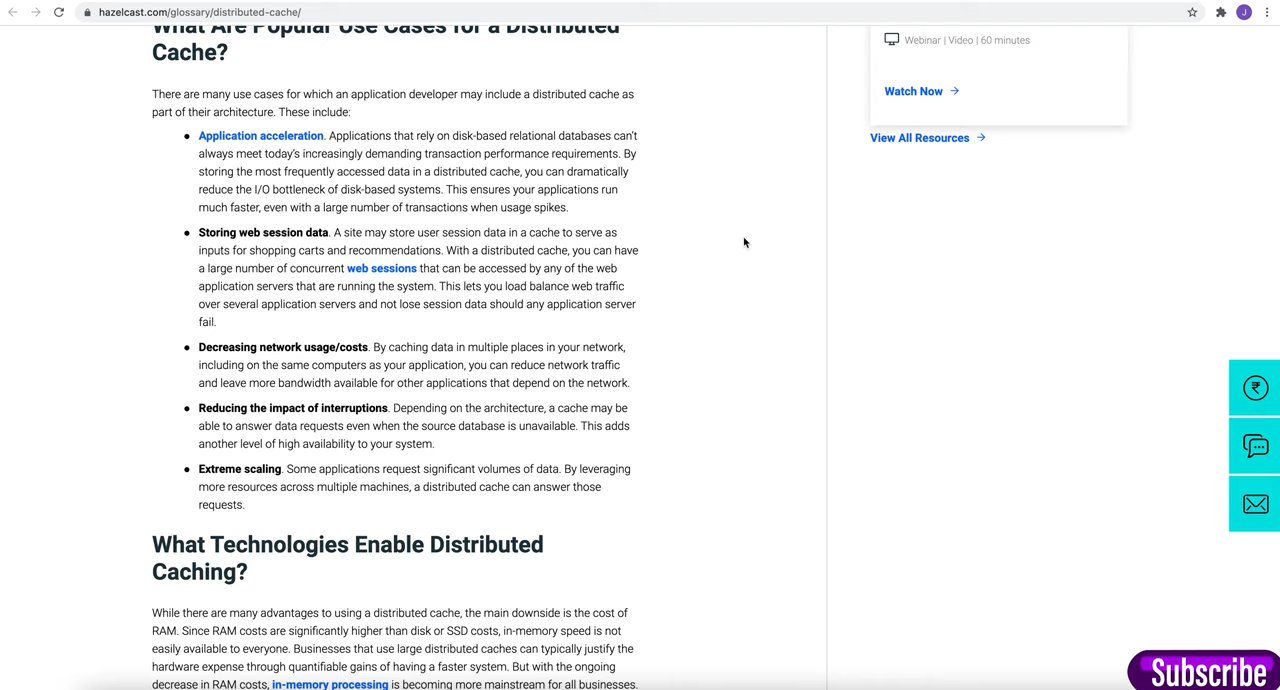 hazelcast.com/glossary/distributed-cache/
J
What Are Popular Use Cases for a Distributed
Cache?
There are many use cases for which an application developer may include a distributed cache as
part of their architecture. These include:
Application acceleration. Applications that rely on disk-based relational databases can't
always meet today's increasingly demanding transaction performance requirements. By
storing the most frequently accessed data in a distributed cache, you can dramatically
reduce the I/O bottleneck of disk-based systems. This ensures your applications run
much faster, even with a large number of transactions when usage spikes.
Storing web session data. A site may store user session data in a cache to serve as
inputs for shopping carts and recommendations. With a distributed cache, you can have
a large number of concurrent web sessions that can be accessed by any of the web
application servers that are running the system. This lets you load balance web traffic
over several application servers and not lose session data should any application server
fail.
Decreasing network usage/costs. By caching data in multiple places in your network,
including on the same computers as your application, you can reduce network traffic
and leave more bandwidth available for other applications that depend on the network.
Reducing the impact of interruptions. Depending on the architecture, a cache may be
able to answer data requests even when the source database is unavailable. This adds
another level of high availability to your system.
Extreme scaling. Some applications request significant volumes of data. By leveraging
more resources across multiple machines, a distributed cache can answer those
requests.
What Technologies Enable Distributed
Caching?
While there are many advantages to using a distributed cache, the main downside is the cost of
RAM. Since RAM costs are significantly higher than disk or SSD costs, in-memory speed is not
easily available to everyone. Businesses that use large distributed caches can typically justify the
hardware expense through quantifiable gains of having a faster system. But with the ongoing
decrease in RAM costs, in-memory processing is becoming more mainstream for all businesses.
Webinar | Video | 60 minutes
Watch Now →
View All Resources →
₹
Subscribe